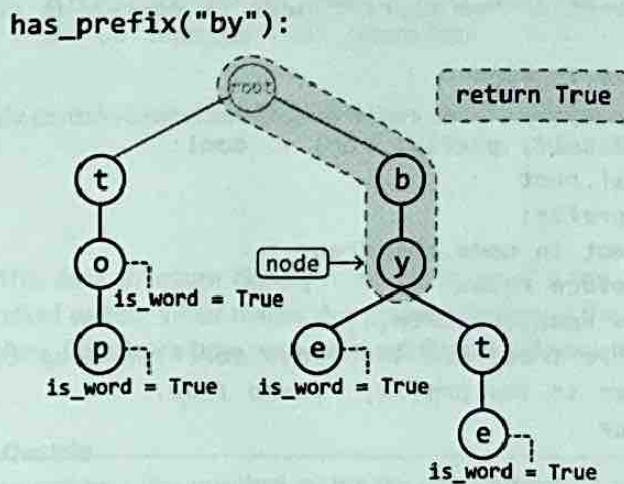 has_prefix("by"):
root
return True
t
b
o
node
y
is_word = True
p
e
t
is_word = True
is_word = True
e
is_word = True